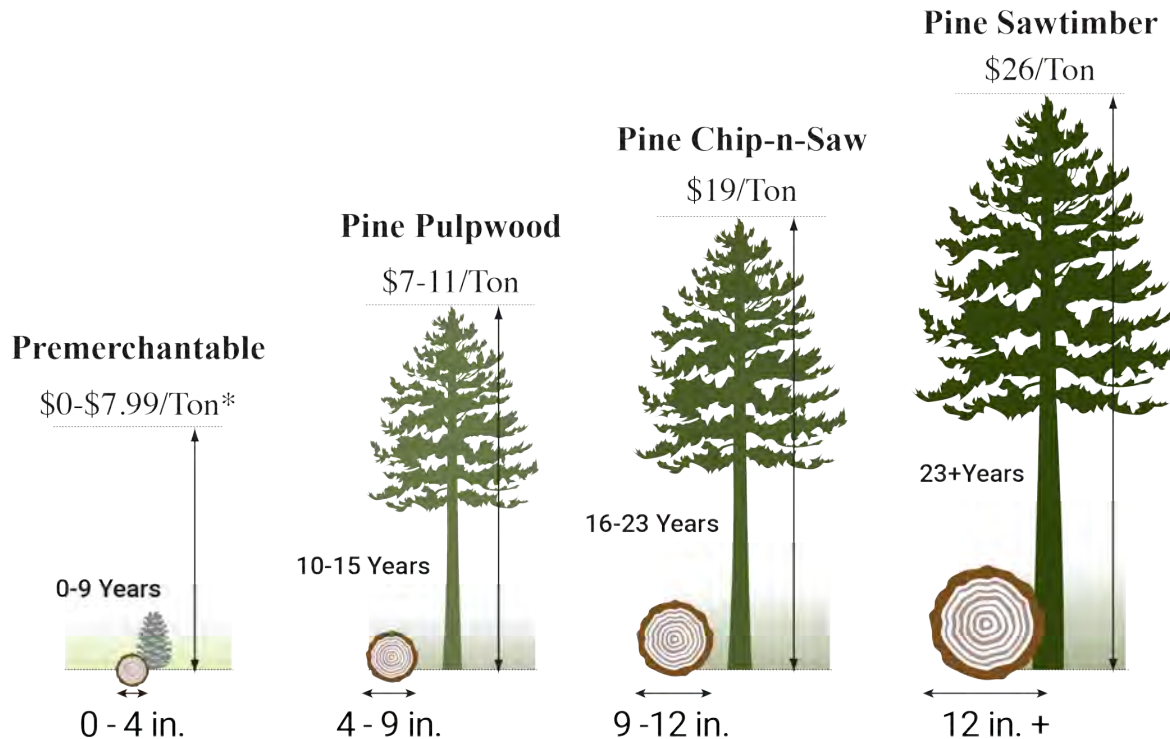 Premerchantable
$0-$7.99/Ton*
0-9 Years
0 - 4 in.
Pine Pulpwood
$7-11/Ton
10-15 Years
4 - 9 in.
Pine Chip-n-Saw
$19/Ton
16-23 Years
9 -12 in.
Pine Sawtimber
$26/Ton
23+Years
12 in. +